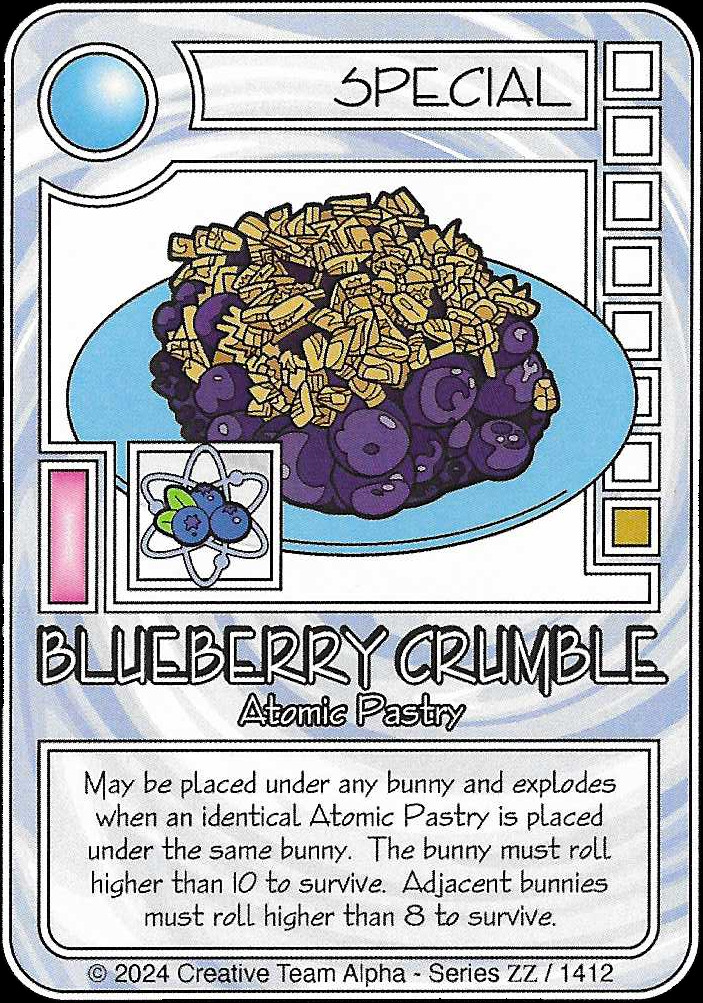 SPECIAL
BLUEBERRY CRUMBLE
Atomic Pastry
May be placed under any bunny and explodes
when an identical Atomic Pastry is placed
under the same bunny. The bunny must roll
higher than 10 to survive. Adjacent bunnies
must roll higher than 8 to survive.
© 2024 Creative Team Alpha - Series ZZ / 1412